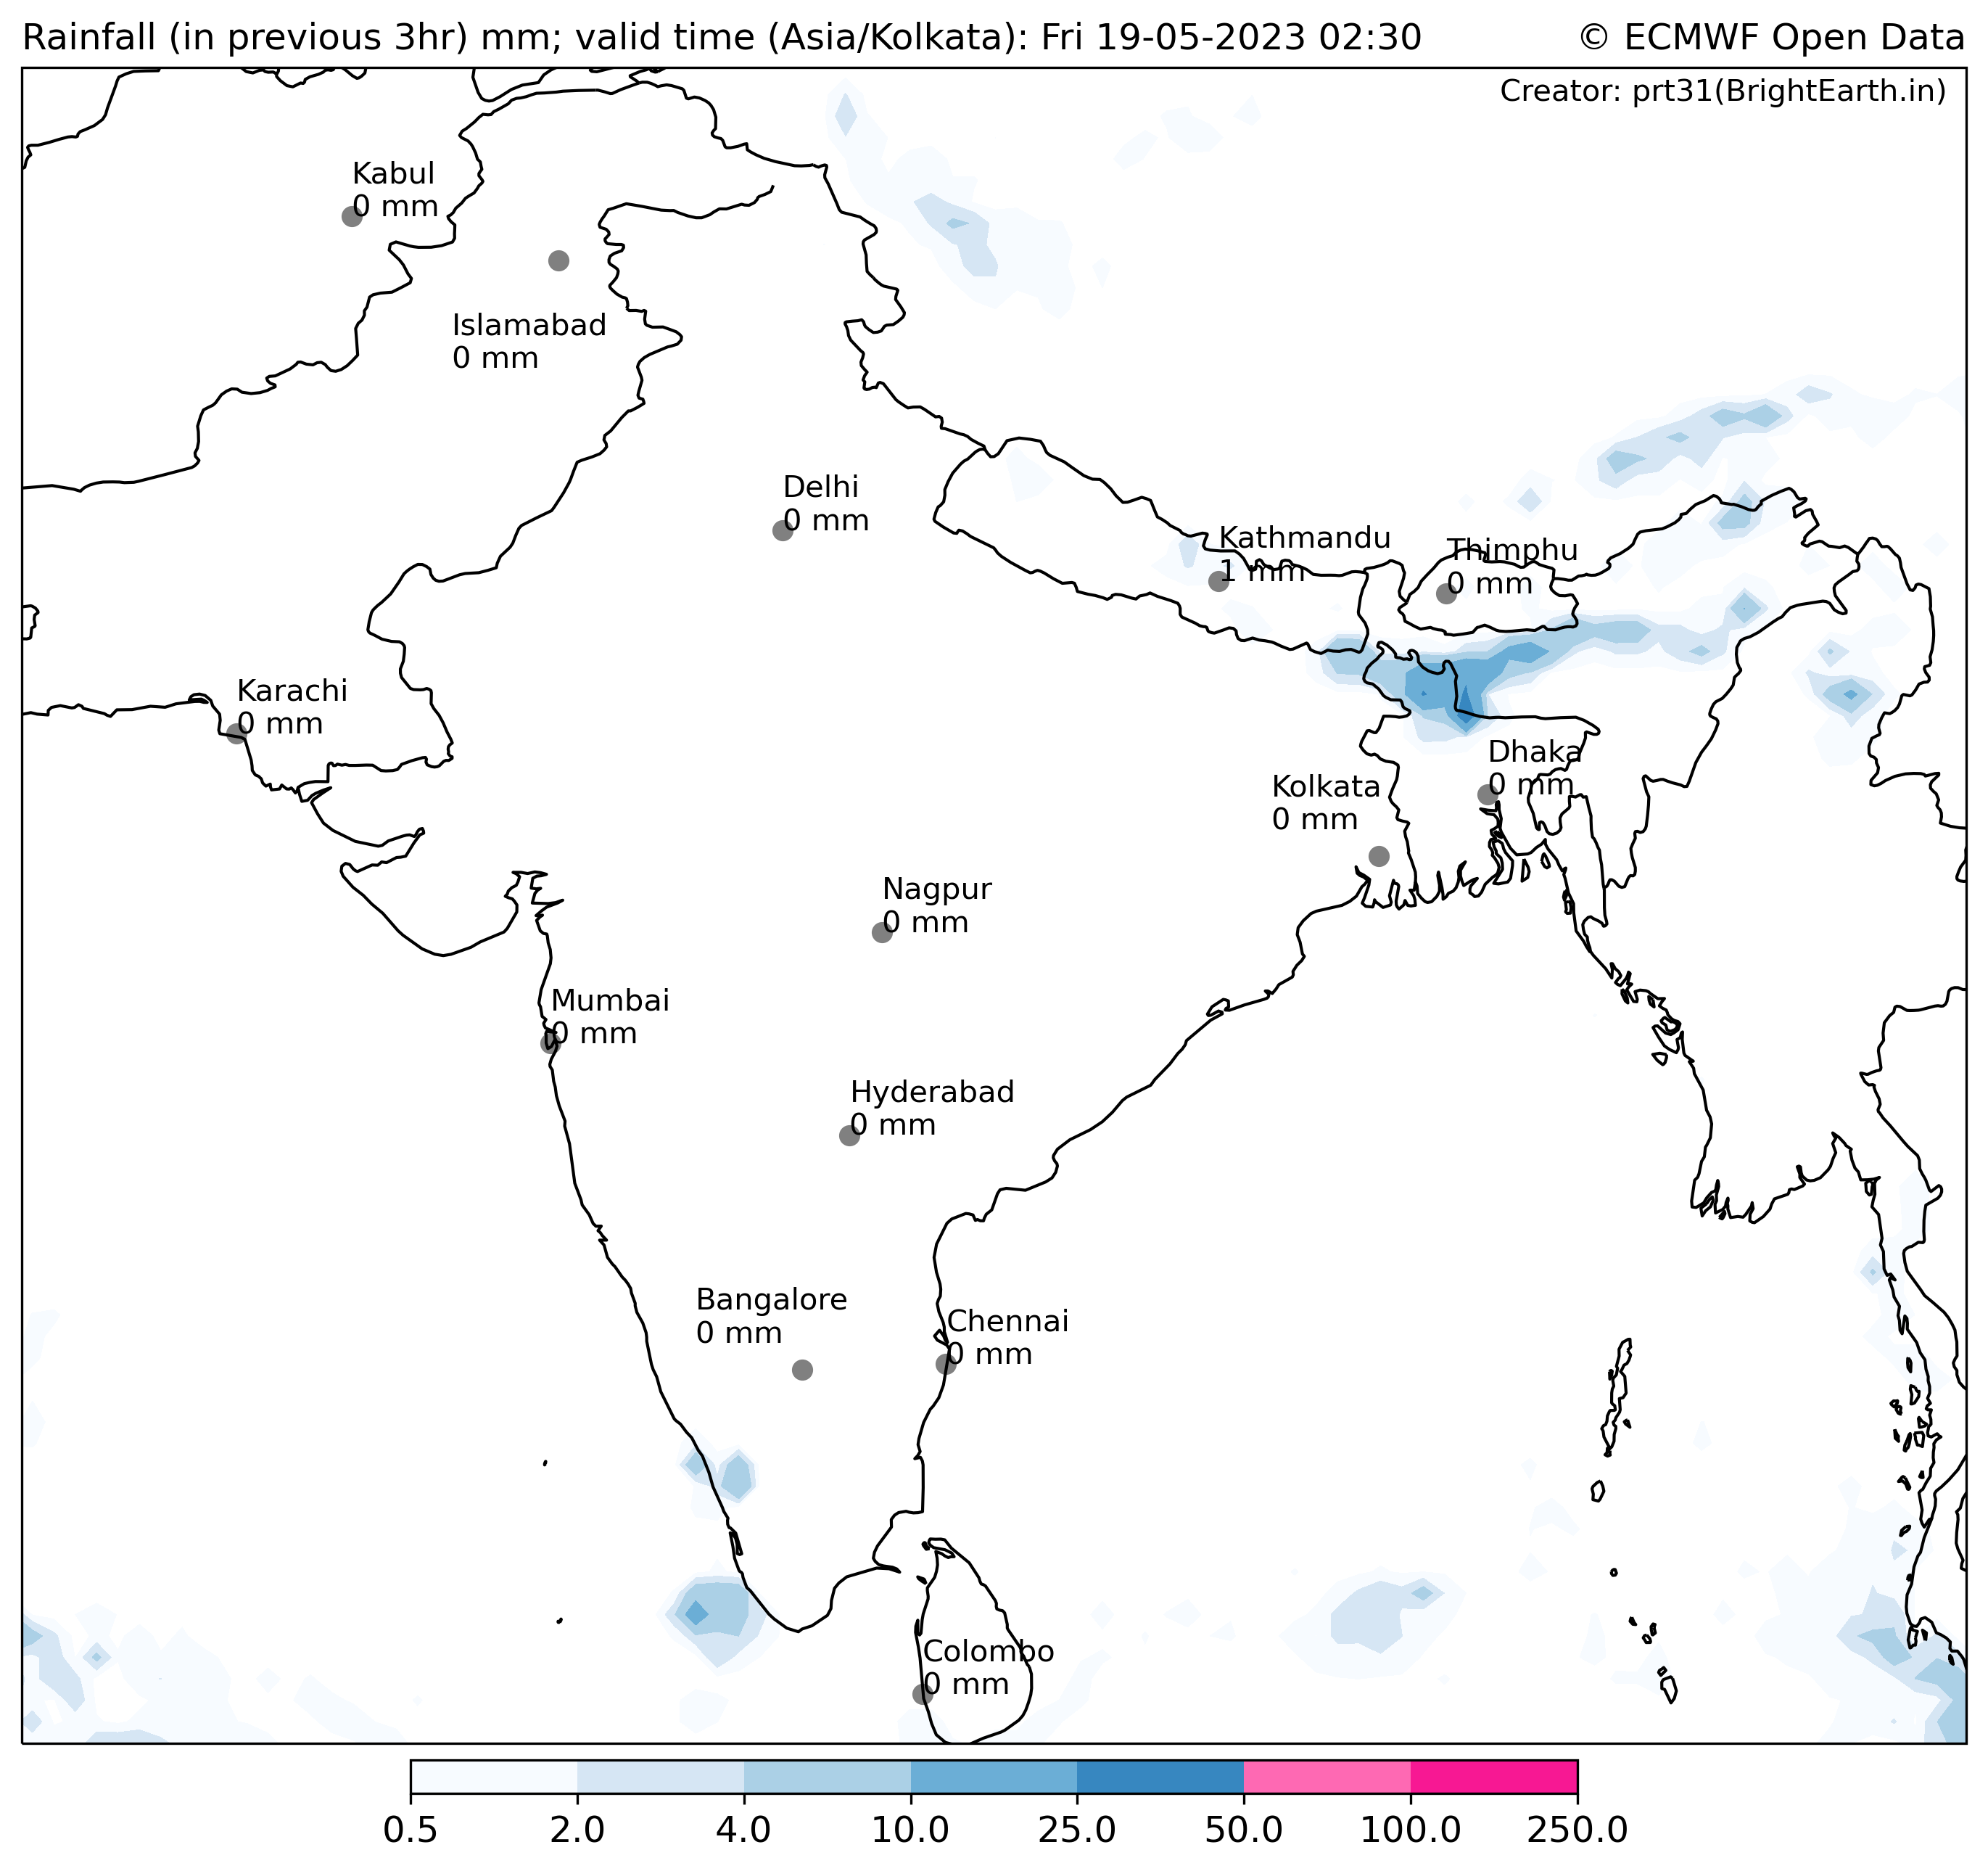 Rainfall (in previous 3hr) mm; valid time (Asia/Kolkata): Fri 19-05-2023 02:30
© ECMWF Open Data
Creator: prt31(BrightEarth.in)
Kabul
0 mm
Islamabad
0 mm
Delhi
0 mm
Kathmandu
1 mm
Thimphu
0 mm
Karachi
0 mm
Dhaka
0 mm
Kolkata
0 mm
Nagpur
0 mm
Mumbai
0 mm
Hyderabad
0 mm
Bangalore
0 mm
Chennai
0 mm
Colombo
0 mm
0.5 2.0 4.0 10.0 25.0 50.0 100.0 250.0